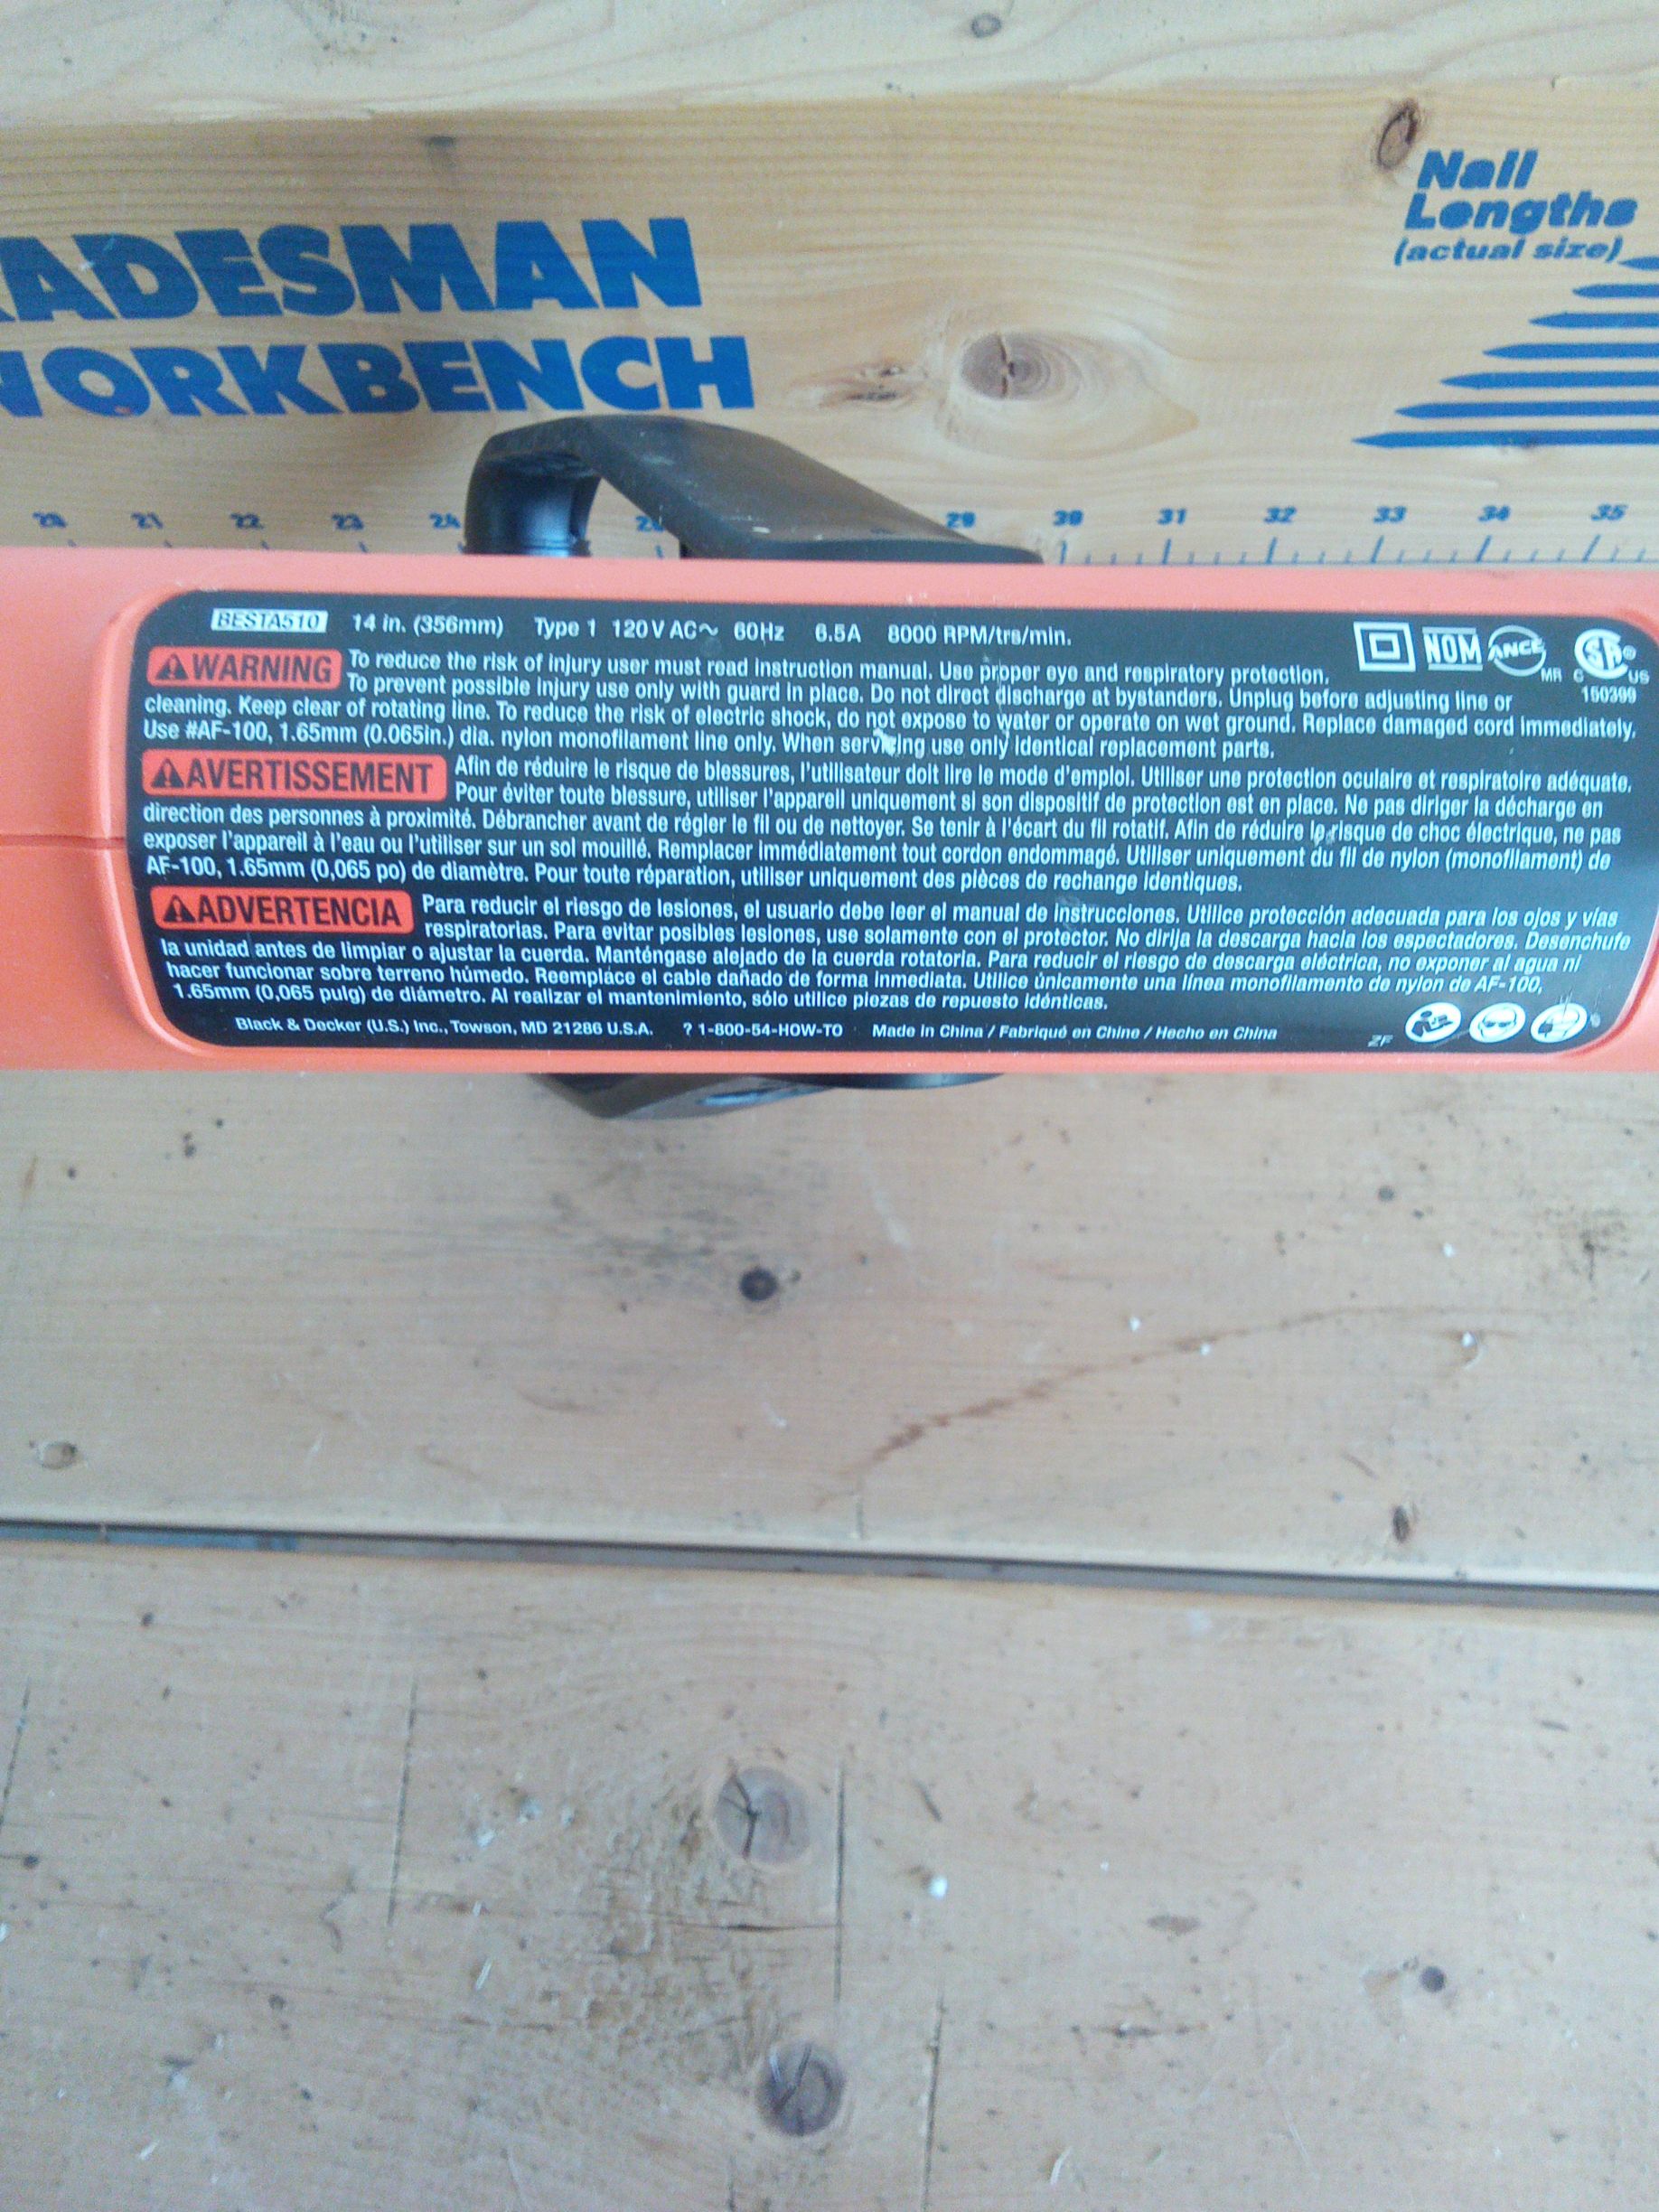 Nail
Lengths
(actual size)
ADESMAN
WORKBENCH
20 21 22 23 24 29 30 31 32 33 34 35
BESTA510 14 in. (356mm) Type 1 120V AC~ 60Hz 6.5A 8000 RPM/trs/min.
NOM ANCE MR C US
150399
⚠WARNING To reduce the risk of injury user must read instruction manual. Use proper eye and respiratory protection.
To prevent possible injury use only with guard in place. Do not direct discharge at bystanders. Unplug before adjusting line or
cleaning. Keep clear of rotating line. To reduce the risk of electric shock, do not expose to water or operate on wet ground. Replace damaged cord immediately.
Use #AF-100, 1.65mm (0.065in.) dia. nylon monofilament line only. When servicing use only identical replacement parts.
⚠AVERTISSEMENT Afin de réduire le risque de blessures, l'utilisateur doit lire le mode d'emploi. Utiliser une protection oculaire et respiratoire adéquate.
Pour éviter toute blessure, utiliser l'appareil uniquement si son dispositif de protection est en place. Ne pas diriger la décharge en
direction des personnes à proximité. Débrancher avant de régler le fil ou de nettoyer. Se tenir à l'écart du fil rotatif. Afin de réduire le risque de choc électrique, ne pas
exposer l'appareil à l'eau ou l'utiliser sur un sol mouillé. Remplacer immédiatement tout cordon endommagé. Utiliser uniquement du fil de nylon (monofilament) de
AF-100, 1.65mm (0,065 po) de diamètre. Pour toute réparation, utiliser uniquement des pièces de rechange identiques.
⚠ADVERTENCIA Para reducir el riesgo de lesiones, el usuario debe leer el manual de instrucciones. Utilice protección adecuada para los ojos y vías
respiratorias. Para evitar posibles lesiones, use solamente con el protector. No dirija la descarga hacia los espectadores. Desenchufe
la unidad antes de limpiar o ajustar la cuerda. Manténgase alejado de la cuerda rotatoria. Para reducir el riesgo de descarga eléctrica, no exponer al agua ni
hacer funcionar sobre terreno húmedo. Reemplace el cable dañado de forma inmediata. Utilice únicamente una línea monofilamento de nylon de AF-100,
1.65mm (0,065 pulg) de diámetro. Al realizar el mantenimiento, sólo utilice piezas de repuesto idénticas.
Black & Decker (U.S.) Inc., Towson, MD 21286 U.S.A. ? 1-800-54-HOW-TO Made in China / Fabriqué en Chine / Hecho en China
ZF